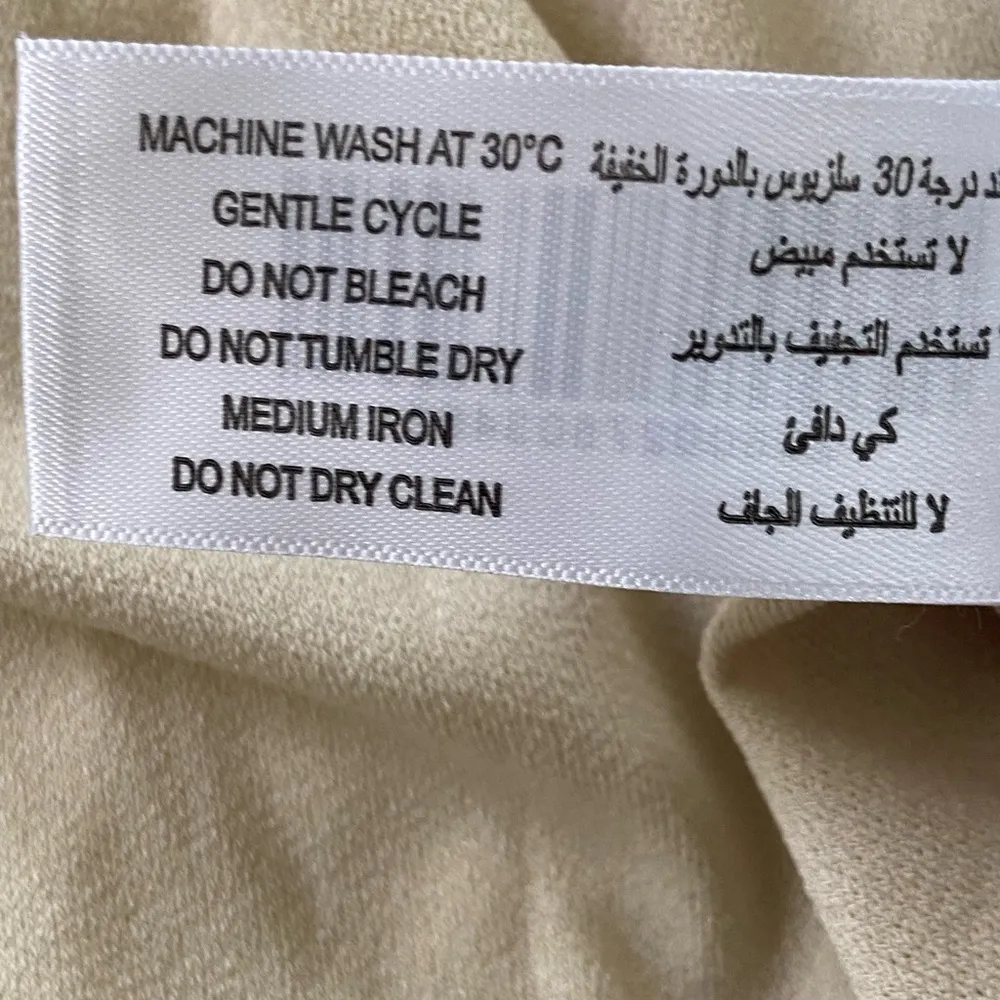 MACHINE WASH AT 30°C
GENTLE CYCLE
DO NOT BLEACH
DO NOT TUMBLE DRY
MEDIUM IRON
DO NOT DRY CLEAN
درجة 30 سلزيوس بالدورة الخفيفة
لا تستخدم مبيض
تستخدم التجفيف بالتدوير
كي دافئ
لا للتنظيف الجاف